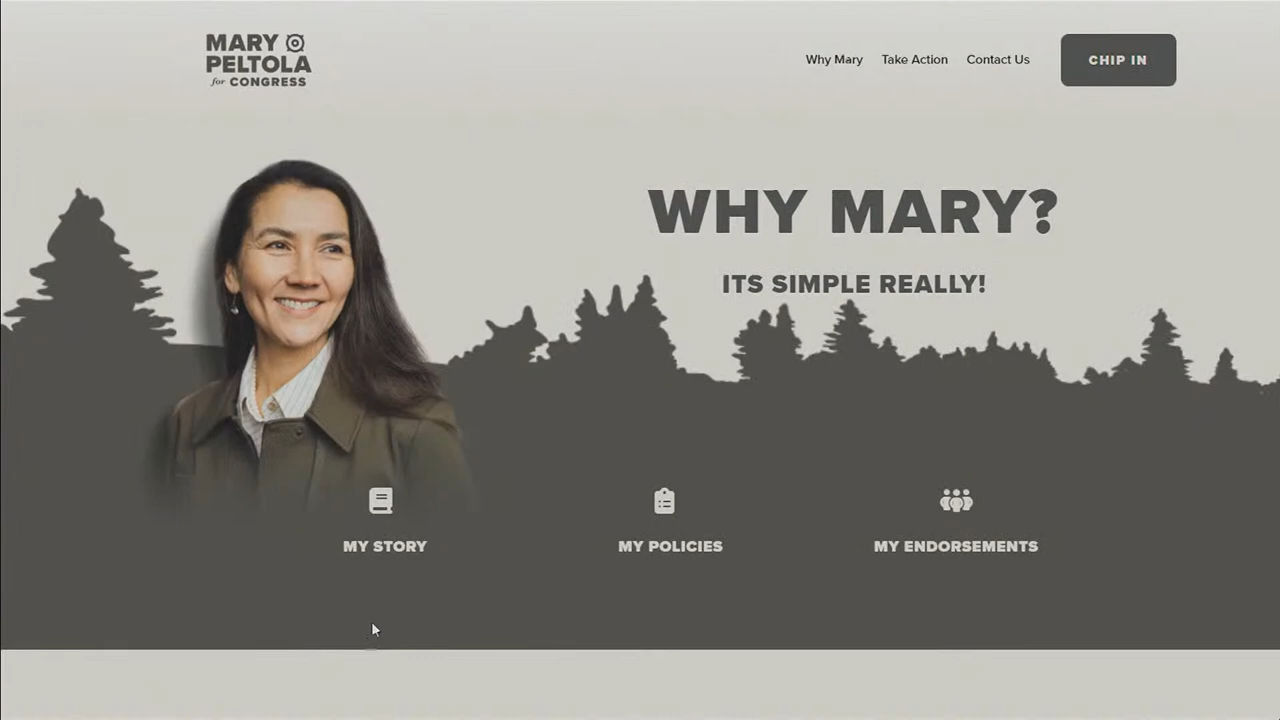 MARY
PELTOLA
for CONGRESS
Why Mary Take Action Contact Us CHIP IN
WHY MARY?
ITS SIMPLE REALLY!
MY STORY MY POLICIES MY ENDORSEMENTS